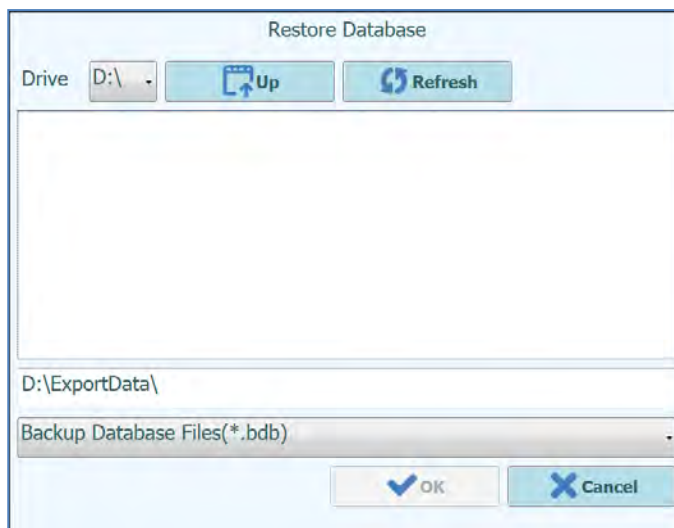 Restore Database
Drive D:\ Up Refresh
D:\ExportData\
Backup Database Files(*.bdb)
OK Cancel